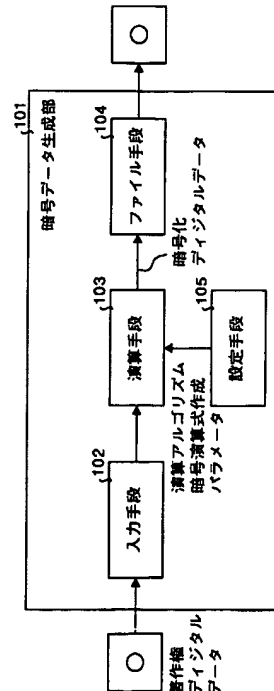 101
暗号データ生成部
102
入力手段
103
演算手段
104
ファイル手段
暗号化
ディジタルデータ
105
設定手段
演算アルゴリズム
暗号演算式作成
パラメータ
著作権
ディジタル
データ